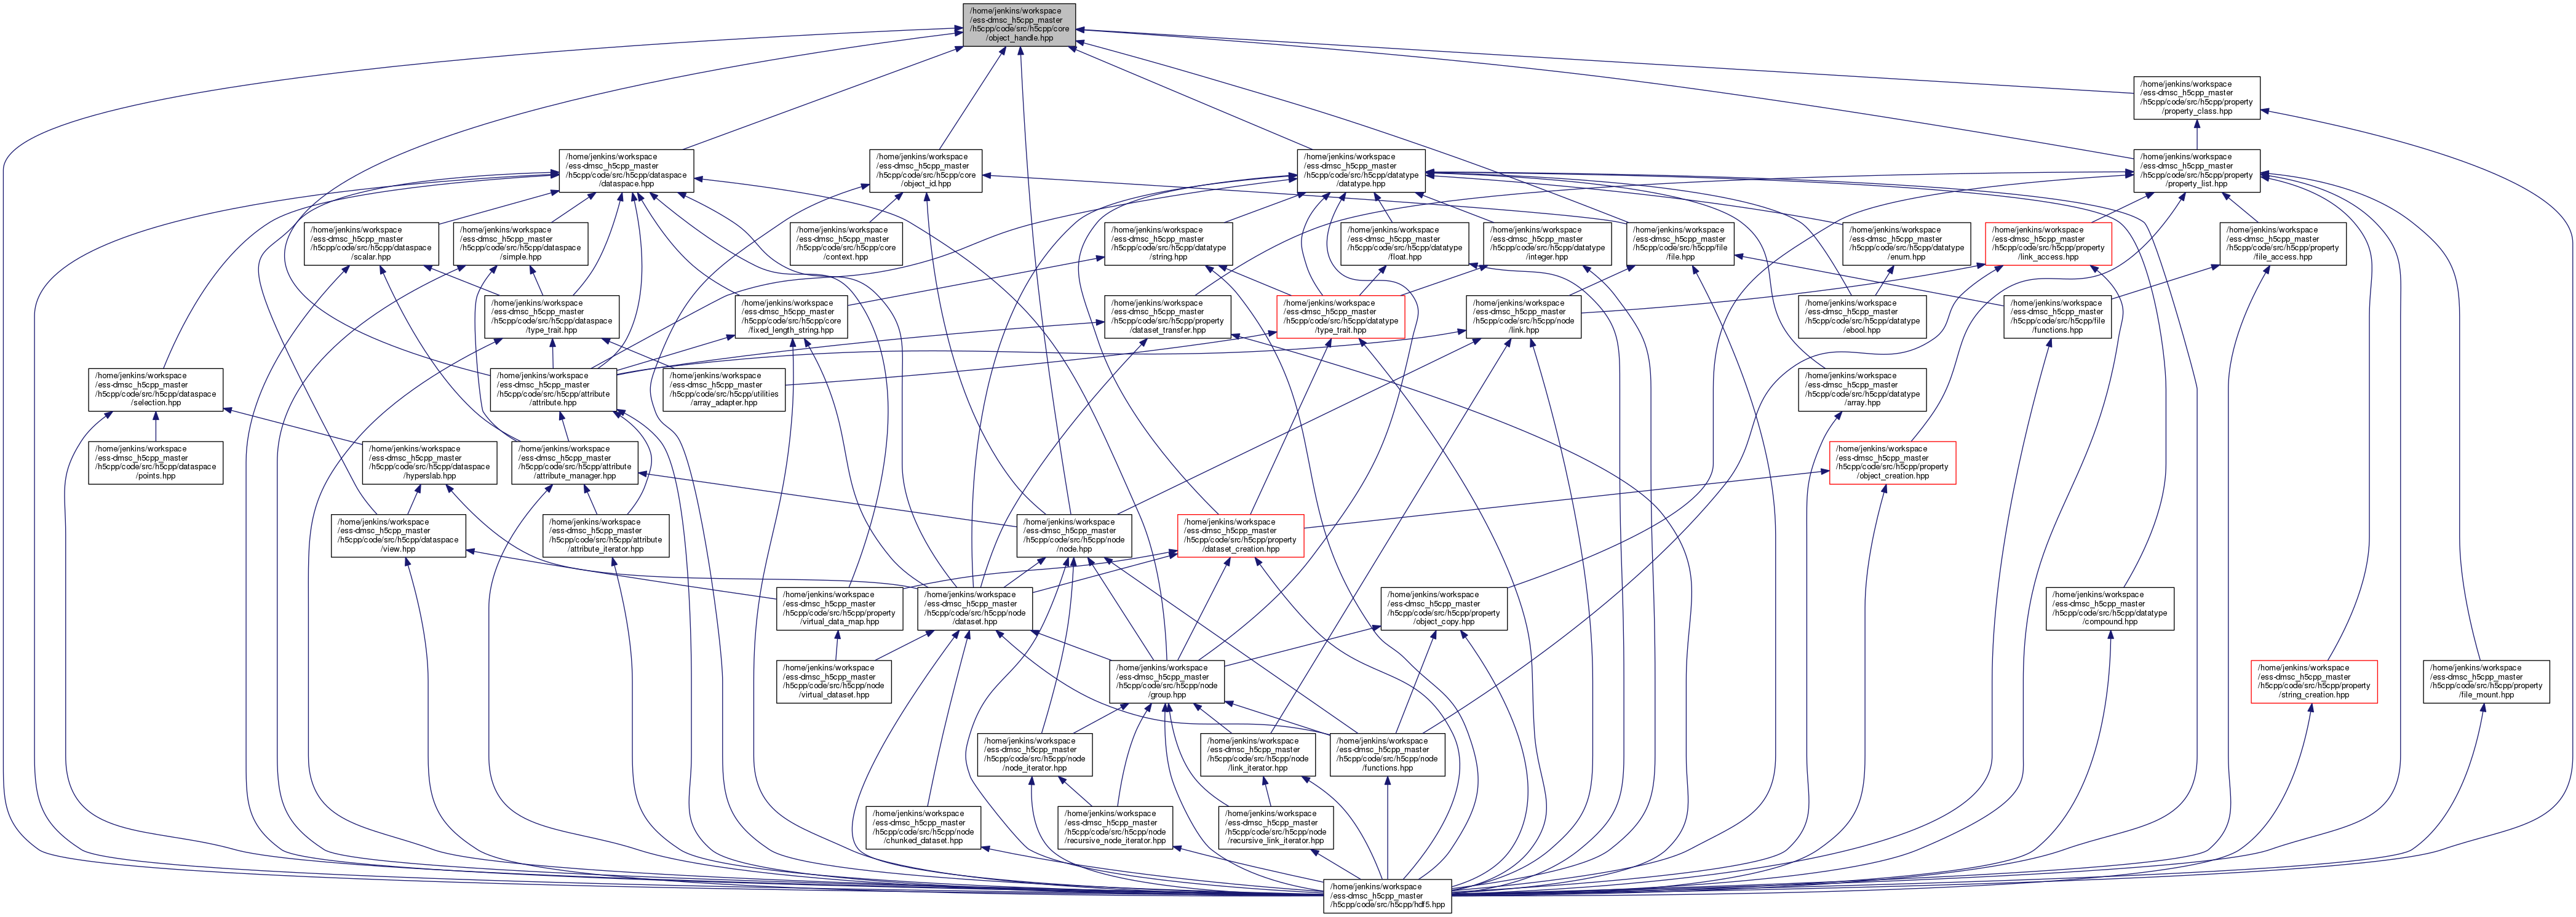 /home/jenkins/workspace
/ess-dmsc_h5cpp_master
/h5cpp/code/src/h5cpp/core
/object_handle.hpp
/home/jenkins/workspace
/ess-dmsc_h5cpp_master
/h5cpp/code/src/h5cpp/property
/property_class.hpp
/home/jenkins/workspace
/ess-dmsc_h5cpp_master
/h5cpp/code/src/h5cpp/dataspace
/dataspace.hpp
/home/jenkins/workspace
/ess-dmsc_h5cpp_master
/h5cpp/code/src/h5cpp/core
/object_id.hpp
/home/jenkins/workspace
/ess-dmsc_h5cpp_master
/h5cpp/code/src/h5cpp/datatype
/datatype.hpp
/home/jenkins/workspace
/ess-dmsc_h5cpp_master
/h5cpp/code/src/h5cpp/property
/property_list.hpp
/home/jenkins/workspace
/ess-dmsc_h5cpp_master
/h5cpp/code/src/h5cpp/dataspace
/scalar.hpp
/home/jenkins/workspace
/ess-dmsc_h5cpp_master
/h5cpp/code/src/h5cpp/dataspace
/simple.hpp
/home/jenkins/workspace
/ess-dmsc_h5cpp_master
/h5cpp/code/src/h5cpp/core
/context.hpp
/home/jenkins/workspace
/ess-dmsc_h5cpp_master
/h5cpp/code/src/h5cpp/datatype
/string.hpp
/home/jenkins/workspace
/ess-dmsc_h5cpp_master
/h5cpp/code/src/h5cpp/datatype
/float.hpp
/home/jenkins/workspace
/ess-dmsc_h5cpp_master
/h5cpp/code/src/h5cpp/datatype
/integer.hpp
/home/jenkins/workspace
/ess-dmsc_h5cpp_master
/h5cpp/code/src/h5cpp/file
/file.hpp
/home/jenkins/workspace
/ess-dmsc_h5cpp_master
/h5cpp/code/src/h5cpp/datatype
/enum.hpp
/home/jenkins/workspace
/ess-dmsc_h5cpp_master
/h5cpp/code/src/h5cpp/property
/link_access.hpp
/home/jenkins/workspace
/ess-dmsc_h5cpp_master
/h5cpp/code/src/h5cpp/property
/file_access.hpp
/home/jenkins/workspace
/ess-dmsc_h5cpp_master
/h5cpp/code/src/h5cpp/dataspace
/type_trait.hpp
/home/jenkins/workspace
/ess-dmsc_h5cpp_master
/h5cpp/code/src/h5cpp/core
/fixed_length_string.hpp
/home/jenkins/workspace
/ess-dmsc_h5cpp_master
/h5cpp/code/src/h5cpp/property
/dataset_transfer.hpp
/home/jenkins/workspace
/ess-dmsc_h5cpp_master
/h5cpp/code/src/h5cpp/datatype
/type_trait.hpp
/home/jenkins/workspace
/ess-dmsc_h5cpp_master
/h5cpp/code/src/h5cpp/node
/link.hpp
/home/jenkins/workspace
/ess-dmsc_h5cpp_master
/h5cpp/code/src/h5cpp/datatype
/ebool.hpp
/home/jenkins/workspace
/ess-dmsc_h5cpp_master
/h5cpp/code/src/h5cpp/file
/functions.hpp
/home/jenkins/workspace
/ess-dmsc_h5cpp_master
/h5cpp/code/src/h5cpp/dataspace
/selection.hpp
/home/jenkins/workspace
/ess-dmsc_h5cpp_master
/h5cpp/code/src/h5cpp/attribute
/attribute.hpp
/home/jenkins/workspace
/ess-dmsc_h5cpp_master
/h5cpp/code/src/h5cpp/utilities
/array_adapter.hpp
/home/jenkins/workspace
/ess-dmsc_h5cpp_master
/h5cpp/code/src/h5cpp/datatype
/array.hpp
/home/jenkins/workspace
/ess-dmsc_h5cpp_master
/h5cpp/code/src/h5cpp/dataspace
/points.hpp
/home/jenkins/workspace
/ess-dmsc_h5cpp_master
/h5cpp/code/src/h5cpp/dataspace
/hyperslab.hpp
/home/jenkins/workspace
/ess-dmsc_h5cpp_master
/h5cpp/code/src/h5cpp/attribute
/attribute_manager.hpp
/home/jenkins/workspace
/ess-dmsc_h5cpp_master
/h5cpp/code/src/h5cpp/property
/object_creation.hpp
/home/jenkins/workspace
/ess-dmsc_h5cpp_master
/h5cpp/code/src/h5cpp/dataspace
/view.hpp
/home/jenkins/workspace
/ess-dmsc_h5cpp_master
/h5cpp/code/src/h5cpp/attribute
/attribute_iterator.hpp
/home/jenkins/workspace
/ess-dmsc_h5cpp_master
/h5cpp/code/src/h5cpp/node
/node.hpp
/home/jenkins/workspace
/ess-dmsc_h5cpp_master
/h5cpp/code/src/h5cpp/property
/dataset_creation.hpp
/home/jenkins/workspace
/ess-dmsc_h5cpp_master
/h5cpp/code/src/h5cpp/property
/virtual_data_map.hpp
/home/jenkins/workspace
/ess-dmsc_h5cpp_master
/h5cpp/code/src/h5cpp/node
/dataset.hpp
/home/jenkins/workspace
/ess-dmsc_h5cpp_master
/h5cpp/code/src/h5cpp/property
/object_copy.hpp
/home/jenkins/workspace
/ess-dmsc_h5cpp_master
/h5cpp/code/src/h5cpp/datatype
/compound.hpp
/home/jenkins/workspace
/ess-dmsc_h5cpp_master
/h5cpp/code/src/h5cpp/node
/virtual_dataset.hpp
/home/jenkins/workspace
/ess-dmsc_h5cpp_master
/h5cpp/code/src/h5cpp/node
/group.hpp
/home/jenkins/workspace
/ess-dmsc_h5cpp_master
/h5cpp/code/src/h5cpp/property
/string_creation.hpp
/home/jenkins/workspace
/ess-dmsc_h5cpp_master
/h5cpp/code/src/h5cpp/property
/file_mount.hpp
/home/jenkins/workspace
/ess-dmsc_h5cpp_master
/h5cpp/code/src/h5cpp/node
/node_iterator.hpp
/home/jenkins/workspace
/ess-dmsc_h5cpp_master
/h5cpp/code/src/h5cpp/node
/link_iterator.hpp
/home/jenkins/workspace
/ess-dmsc_h5cpp_master
/h5cpp/code/src/h5cpp/node
/functions.hpp
/home/jenkins/workspace
/ess-dmsc_h5cpp_master
/h5cpp/code/src/h5cpp/node
/chunked_dataset.hpp
/home/jenkins/workspace
/ess-dmsc_h5cpp_master
/h5cpp/code/src/h5cpp/node
/recursive_node_iterator.hpp
/home/jenkins/workspace
/ess-dmsc_h5cpp_master
/h5cpp/code/src/h5cpp/node
/recursive_link_iterator.hpp
/home/jenkins/workspace
/ess-dmsc_h5cpp_master
/h5cpp/code/src/h5cpp/hdf5.hpp